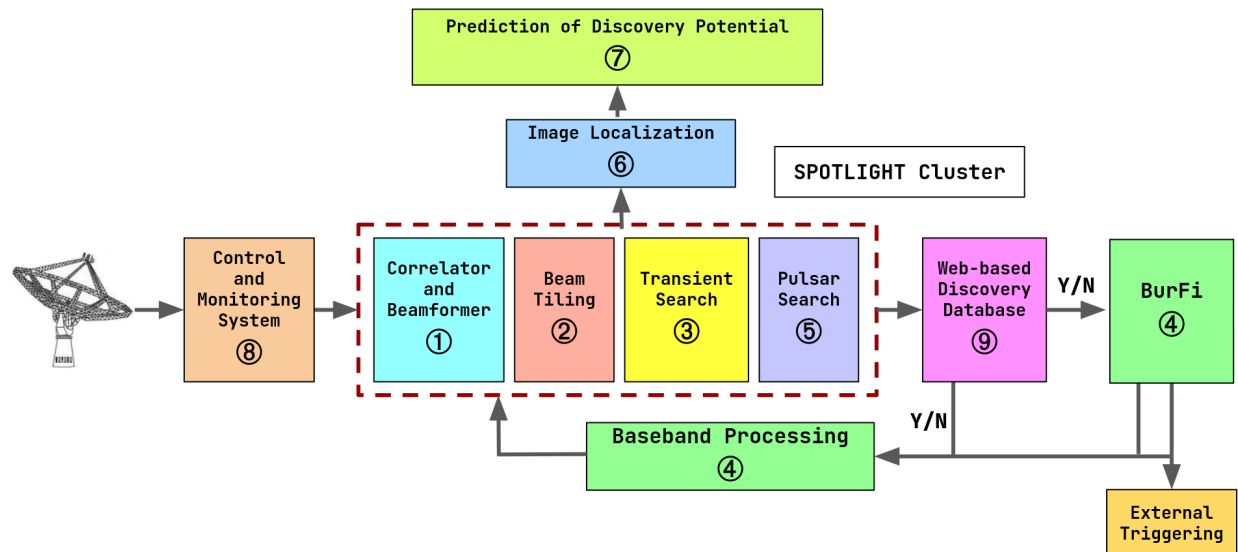 Prediction of Discovery Potential
⑦
Image Localization
⑥
SPOTLIGHT Cluster
Control
and
Monitoring
System
⑧
Correlator
and
Beamformer
①
Beam
Tiling
②
Transient
Search
③
Pulsar
Search
⑤
Web-based
Discovery
Database
⑨
Y/N
BurFi
④
Y/N
Baseband Processing
④
External
Triggering